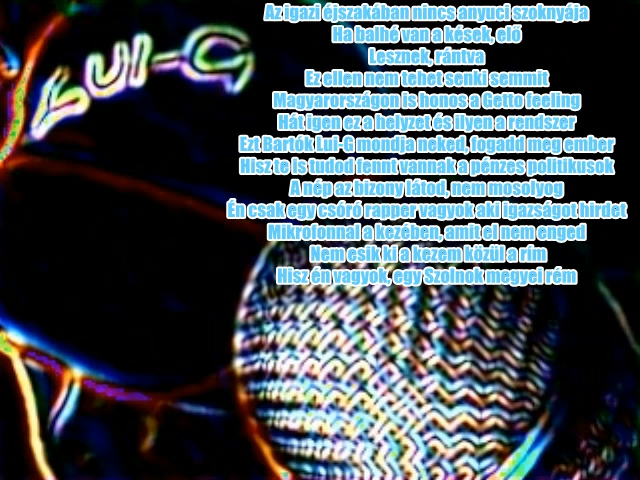 Lui-G
Az igazi éjszakában nincs anyuci szoknyája
Ha balhé van a kések, elő
Lesznek, rántva
Ez ellen nem tehet senki semmit
Magyarországon is honos a Getto feeling
Hát igen ez a helyzet és ilyen a rendszer
Ezt Bartók Lui-G mondja neked, fogadd meg ember
Hisz te is tudod fennt vannak a pénzes politikusok
A nép az bizony látod, nem mosolyog
Én csak egy csóró rapper vagyok aki igazságot hirdet
Mikrofonnal a kezében, amit el nem enged
Nem esik ki a kezem közül a rím
Hisz én vagyok, egy Szolnok megyei rém